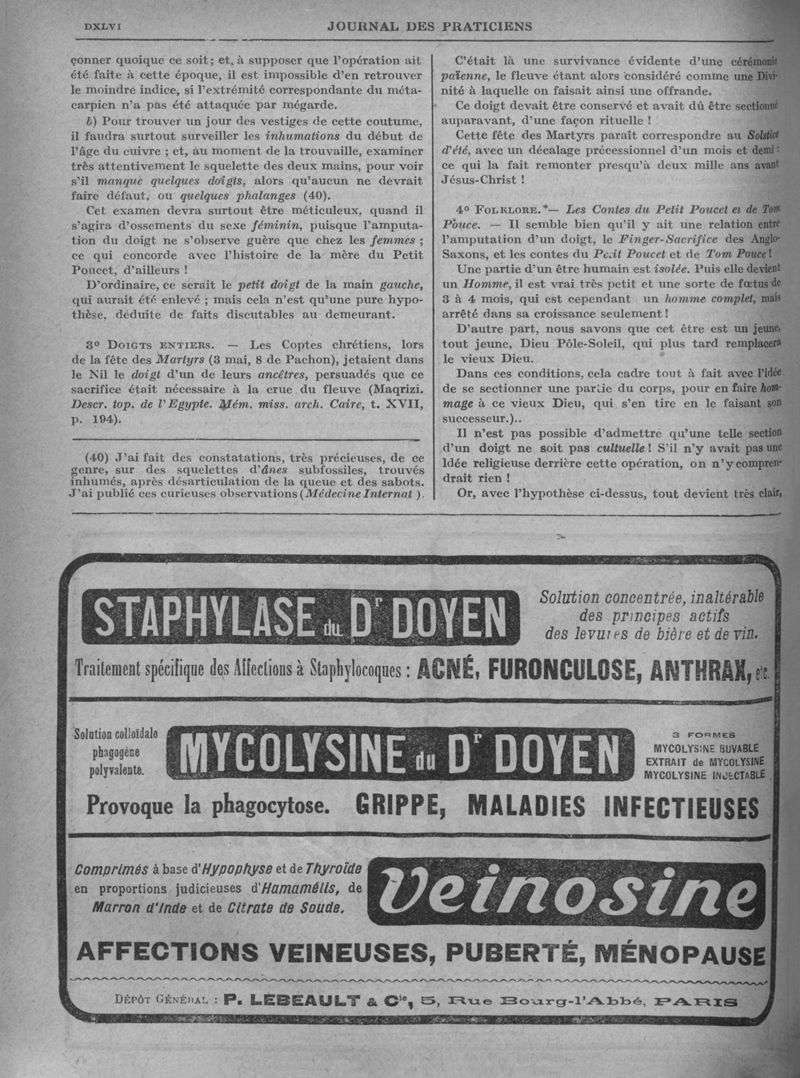 DXLVI
JOURNAL DES PRATICIENS
çonner quoique ce soit; et, à supposer que l'opération ait
été faite à cette époque, il est impossible d'en retrouver
le moindre indice, si l'extrémité correspondante du méta-
carpien n'a pas été attaquée par mégarde.
b) Pour trouver un jour des vestiges de cette coutume,
il faudra surtout surveiller les inhumations du début de
l'âge du cuivre ; et, au moment de la trouvaille, examiner
très attentivement le squelette des deux mains, pour voir
s'il manque quelques doigts, alors qu'aucun ne devrait
faire défaut, ou quelques phalanges (40).
Cet examen devra surtout être méticuleux, quand il
s'agira d'ossements du sexe féminin, puisque l'amputa-
tion du doigt ne s'observe guère que chez les femmes ;
ce qui concorde avec l'histoire de la mère du Petit
Poucet, d'ailleurs !
D'ordinaire, ce serait le petit doigt de la main gauche,
qui aurait été enlevé ; mais cela n'est qu'une pure hypo-
thèse, déduite de faits discutables au demeurant.
3° DOIGTS ENTIERS. — Les Coptes chrétiens, lors
de la fête des Martyrs (3 mai, 8 de Pachon), jetaient dans
le Nil le doigt d'un de leurs ancêtres, persuadés que ce
sacrifice était nécessaire à la crue du fleuve (Maqrizi.
Descr. top. de l'Egypte. Mém. miss. arch. Caire, t. XVII,
p. 194).
(40) J'ai fait des constatations, très précieuses, de ce
genre, sur des squelettes d'ânes subfossiles, trouvés
inhumés, après désarticulation de la queue et des sabots.
J'ai publié ces curieuses observations (Médecine Internat ).
C'était là une survivance évidente d'une cérémonie
païenne, le fleuve étant alors considéré comme une Divi-
nité à laquelle on faisait ainsi une offrande.
Ce doigt devait être conservé et avait dû être sectionné
auparavant, d'une façon rituelle !
Cette fête des Martyrs paraît correspondre au Solstice
d'été, avec un décalage précessionnel d'un mois et demi :
ce qui la fait remonter presqu'à deux mille ans avant
Jésus-Christ !
4° FOLKLORE. — Les Contes du Petit Poucet et de Tom
Pouce. — Il semble bien qu'il y ait une relation entre
l'amputation d'un doigt, le Finger-Sacrifice des Anglo-
Saxons, et les contes du Petit Poucet et de Tom Pouce !
Une partie d'un être humain est isolée. Puis elle devient
un Homme, il est vrai très petit et une sorte de fœtus de
3 à 4 mois, qui est cependant un homme complet, mais
arrêté dans sa croissance seulement !
D'autre part, nous savons que cet être est un jeune,
tout jeune, Dieu Pôle-Soleil, qui plus tard remplacera
le vieux Dieu.
Dans ces conditions, cela cadre tout à fait avec l'idée
de se sectionner une partie du corps, pour en faire hom-
mage à ce vieux Dieu, qui s'en tire en le faisant son
successeur.)..
Il n'est pas possible d'admettre qu'une telle section
d'un doigt ne soit pas cultuelle ! S'il n'y avait pas une
Idée religieuse derrière cette opération, on n'y compren-
drait rien !
Or, avec l'hypothèse ci-dessus, tout devient très clair,
STAPHYLASE du Dr DOYEN
Solution concentrée, inaltérable
des principes actifs
des levures de bière et de vin.
Traitement spécifique des Affections à Staphylocoques : ACNÉ, FURONCULOSE, ANTHRAX, etc.
Solution colloïdale
phagogène
polyvalente.
MYCOLYSINE du Dr DOYEN
3 FORMES
MYCOLYSINE BUVABLE
EXTRAIT de MYCOLYSINE
MYCOLYSINE INJECTABLE
Provoque la phagocytose. GRIPPE, MALADIES INFECTIEUSES
Comprimés à base d'Hypophyse et de Thyroïde
en proportions judicieuses d'Hamamélis, de
Marron d'Inde et de Citrate de Soude.
Veinosine
AFFECTIONS VEINEUSES, PUBERTÉ, MÉNOPAUSE
DÉPÔT GÉNÉRAL : P. LEBEAULT & Cie, 5, Rue Bourg-l'Abbé, PARIS